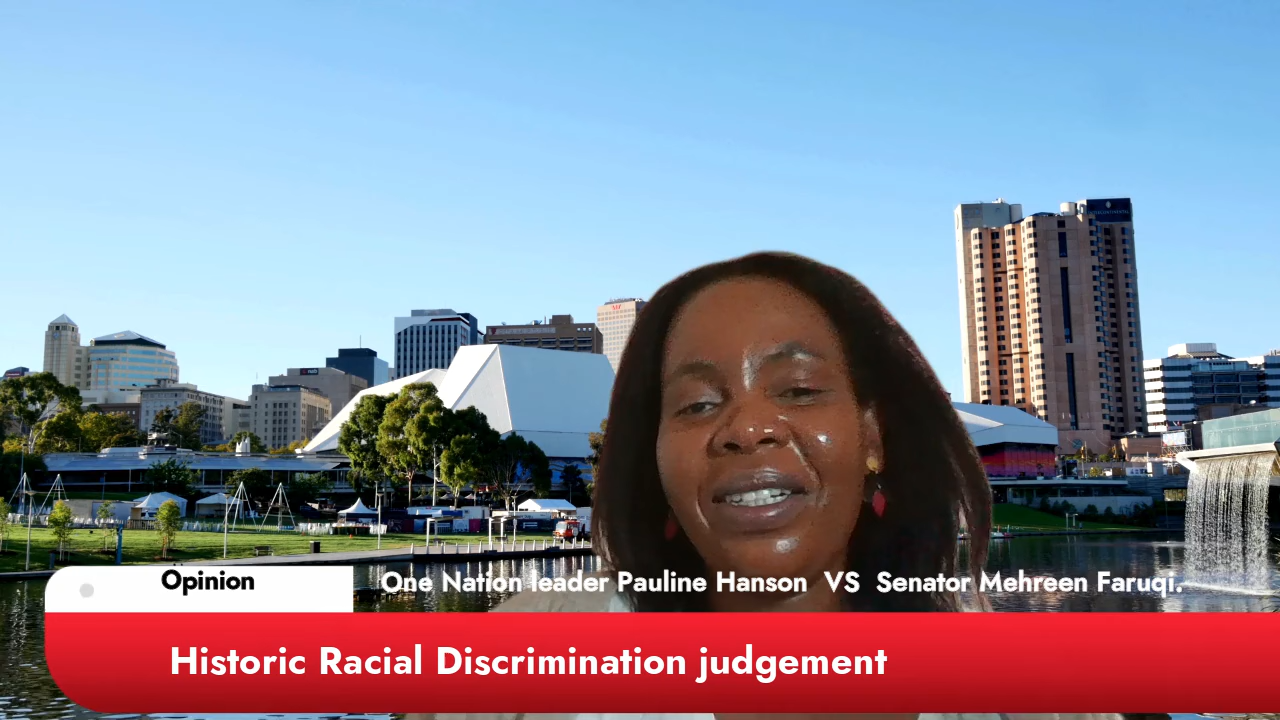 Opinion
One Nation leader Pauline Hanson VS Senator Mehreen Faruqi.
Historic Racial Discrimination judgement